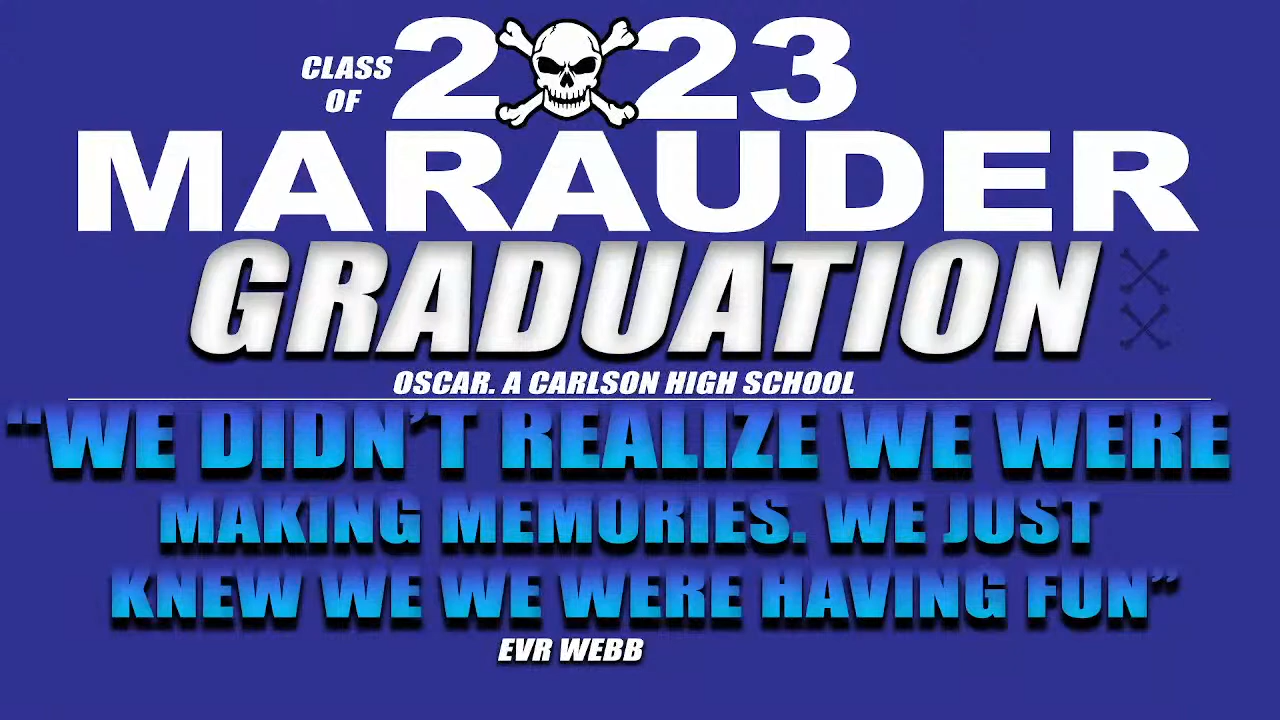 CLASS OF 2023
MARAUDER
GRADUATION
OSCAR. A CARLSON HIGH SCHOOL
“WE DIDN’T REALIZE WE WERE
MAKING MEMORIES. WE JUST
KNEW WE WE WERE HAVING FUN”
EVR WEBB